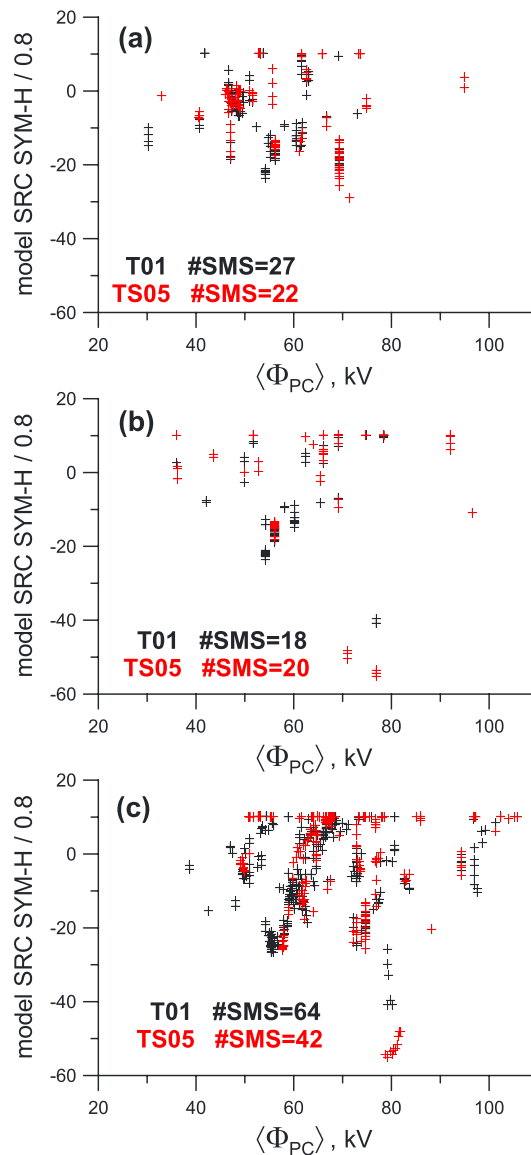 (a)
20
0
-20
-40
-60
model SRC SYM-H / 0.8
T01 #SMS=27
TS05 #SMS=22
20 40 60 80 100
⟨Φ_PC⟩ , kV
(b)
20
0
-20
-40
-60
model SRC SYM-H / 0.8
T01 #SMS=18
TS05 #SMS=20
20 40 60 80 100
⟨Φ_PC⟩ , kV
(c)
20
0
-20
-40
-60
model SRC SYM-H / 0.8
T01 #SMS=64
TS05 #SMS=42
20 40 60 80 100
⟨Φ_PC⟩ , kV